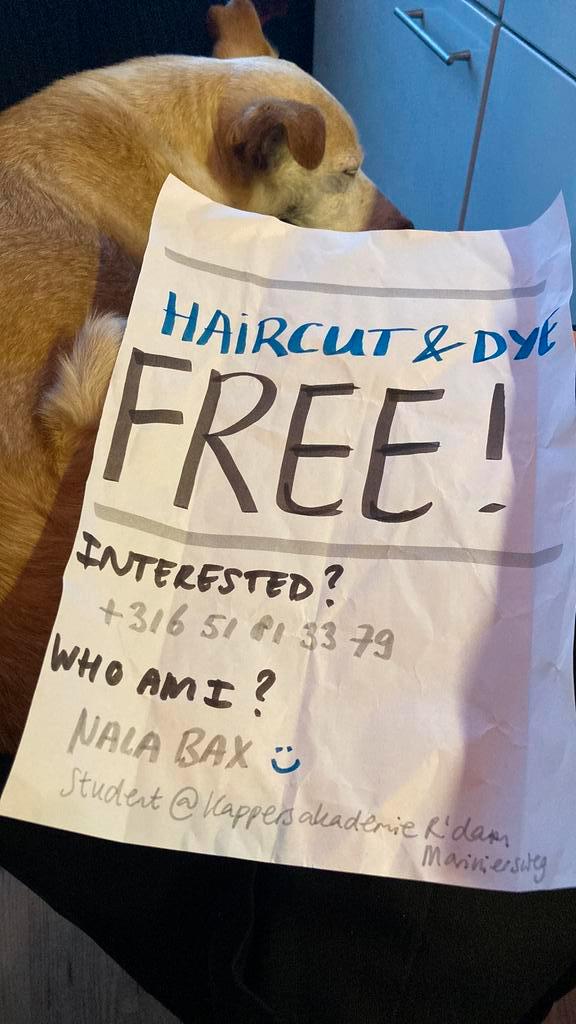 HAIRCUT & DYE
FREE!
INTERESTED?
+316 51 81 33 79
WHO AM I?
NALA BAX
Student @ Kappersakademie R'dam
Mariniersweg